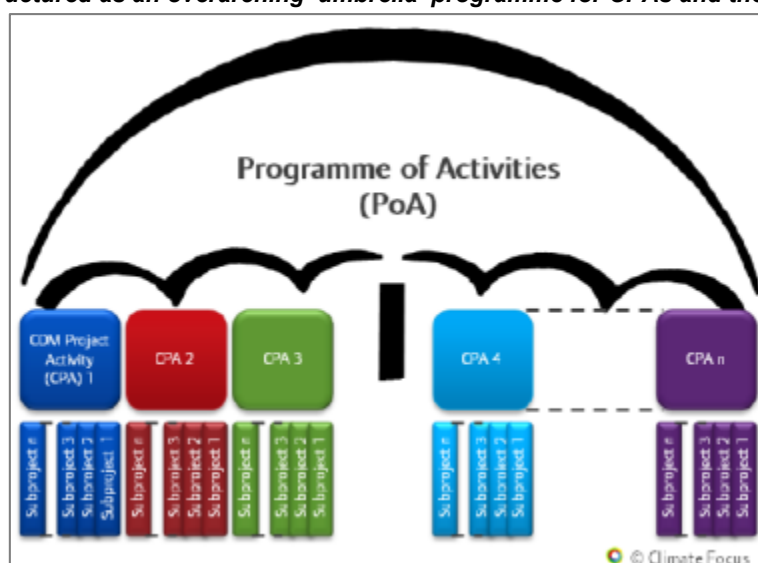 uctured as an overarching 'umbrella' programme for CPAs and the
Programme of Activities
(PoA)
CDM Project
Activity
(CPA) 1
CPA 2
CPA 3
CPA 4
CPA n
Subproject n
Subproject 3
Subproject 2
Subproject 1
Subproject n
Subproject 3
Subproject 2
Subproject 1
Subproject n
Subproject 3
Subproject 2
Subproject 1
Subproject n
Subproject 3
Subproject 2
Subproject 1
Subproject n
Subproject 3
Subproject 2
Subproject 1
© Climate Focus